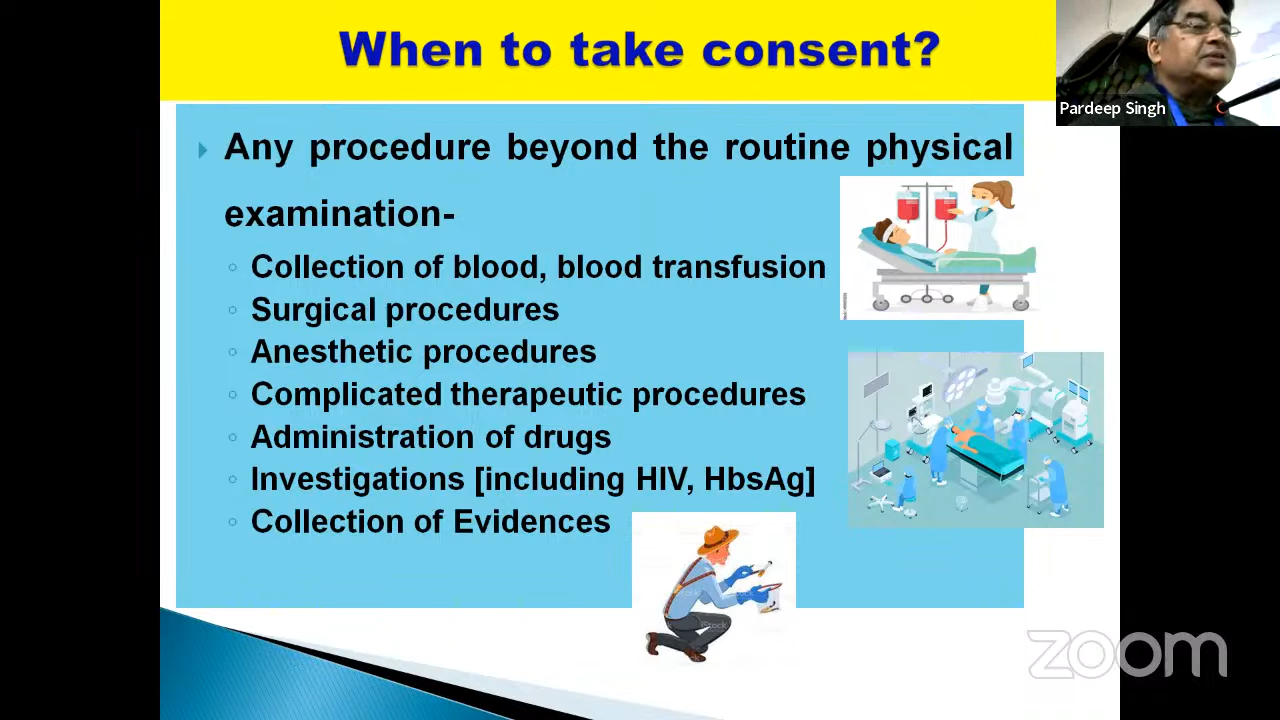 When to take consent?
Pardeep Singh
Any procedure beyond the routine physical
examination-
Collection of blood, blood transfusion
Surgical procedures
Anesthetic procedures
Complicated therapeutic procedures
Administration of drugs
Investigations [including HIV, HbsAg]
Collection of Evidences
iStock
zoom